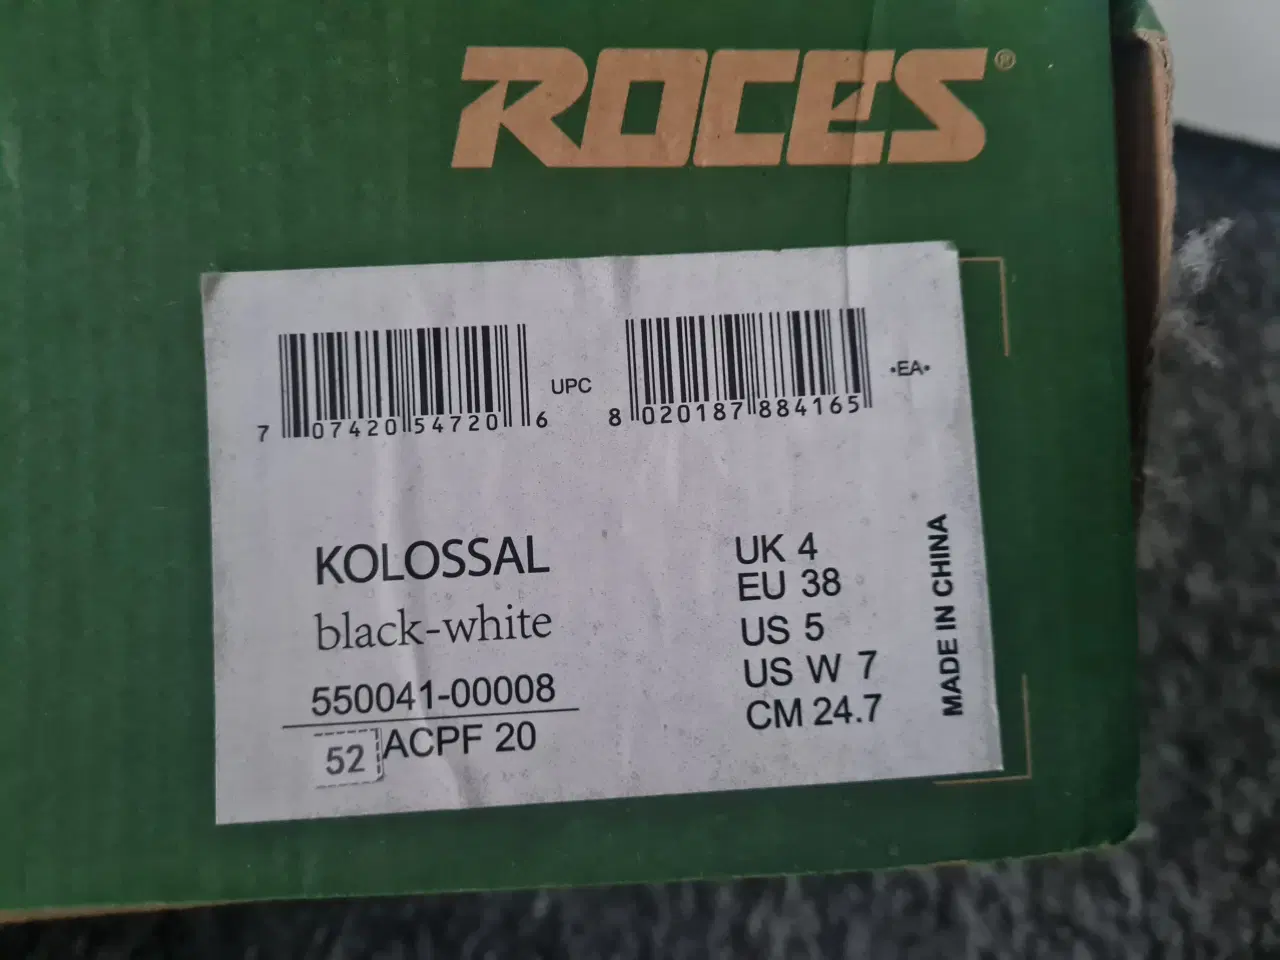 ROCES®
7 07420 54720 6
UPC
8 020187 884165
•EA•
KOLOSSAL
black-white
550041-00008
52 ACPF 20
UK 4
EU 38
US 5
US W 7
CM 24.7
MADE IN CHINA